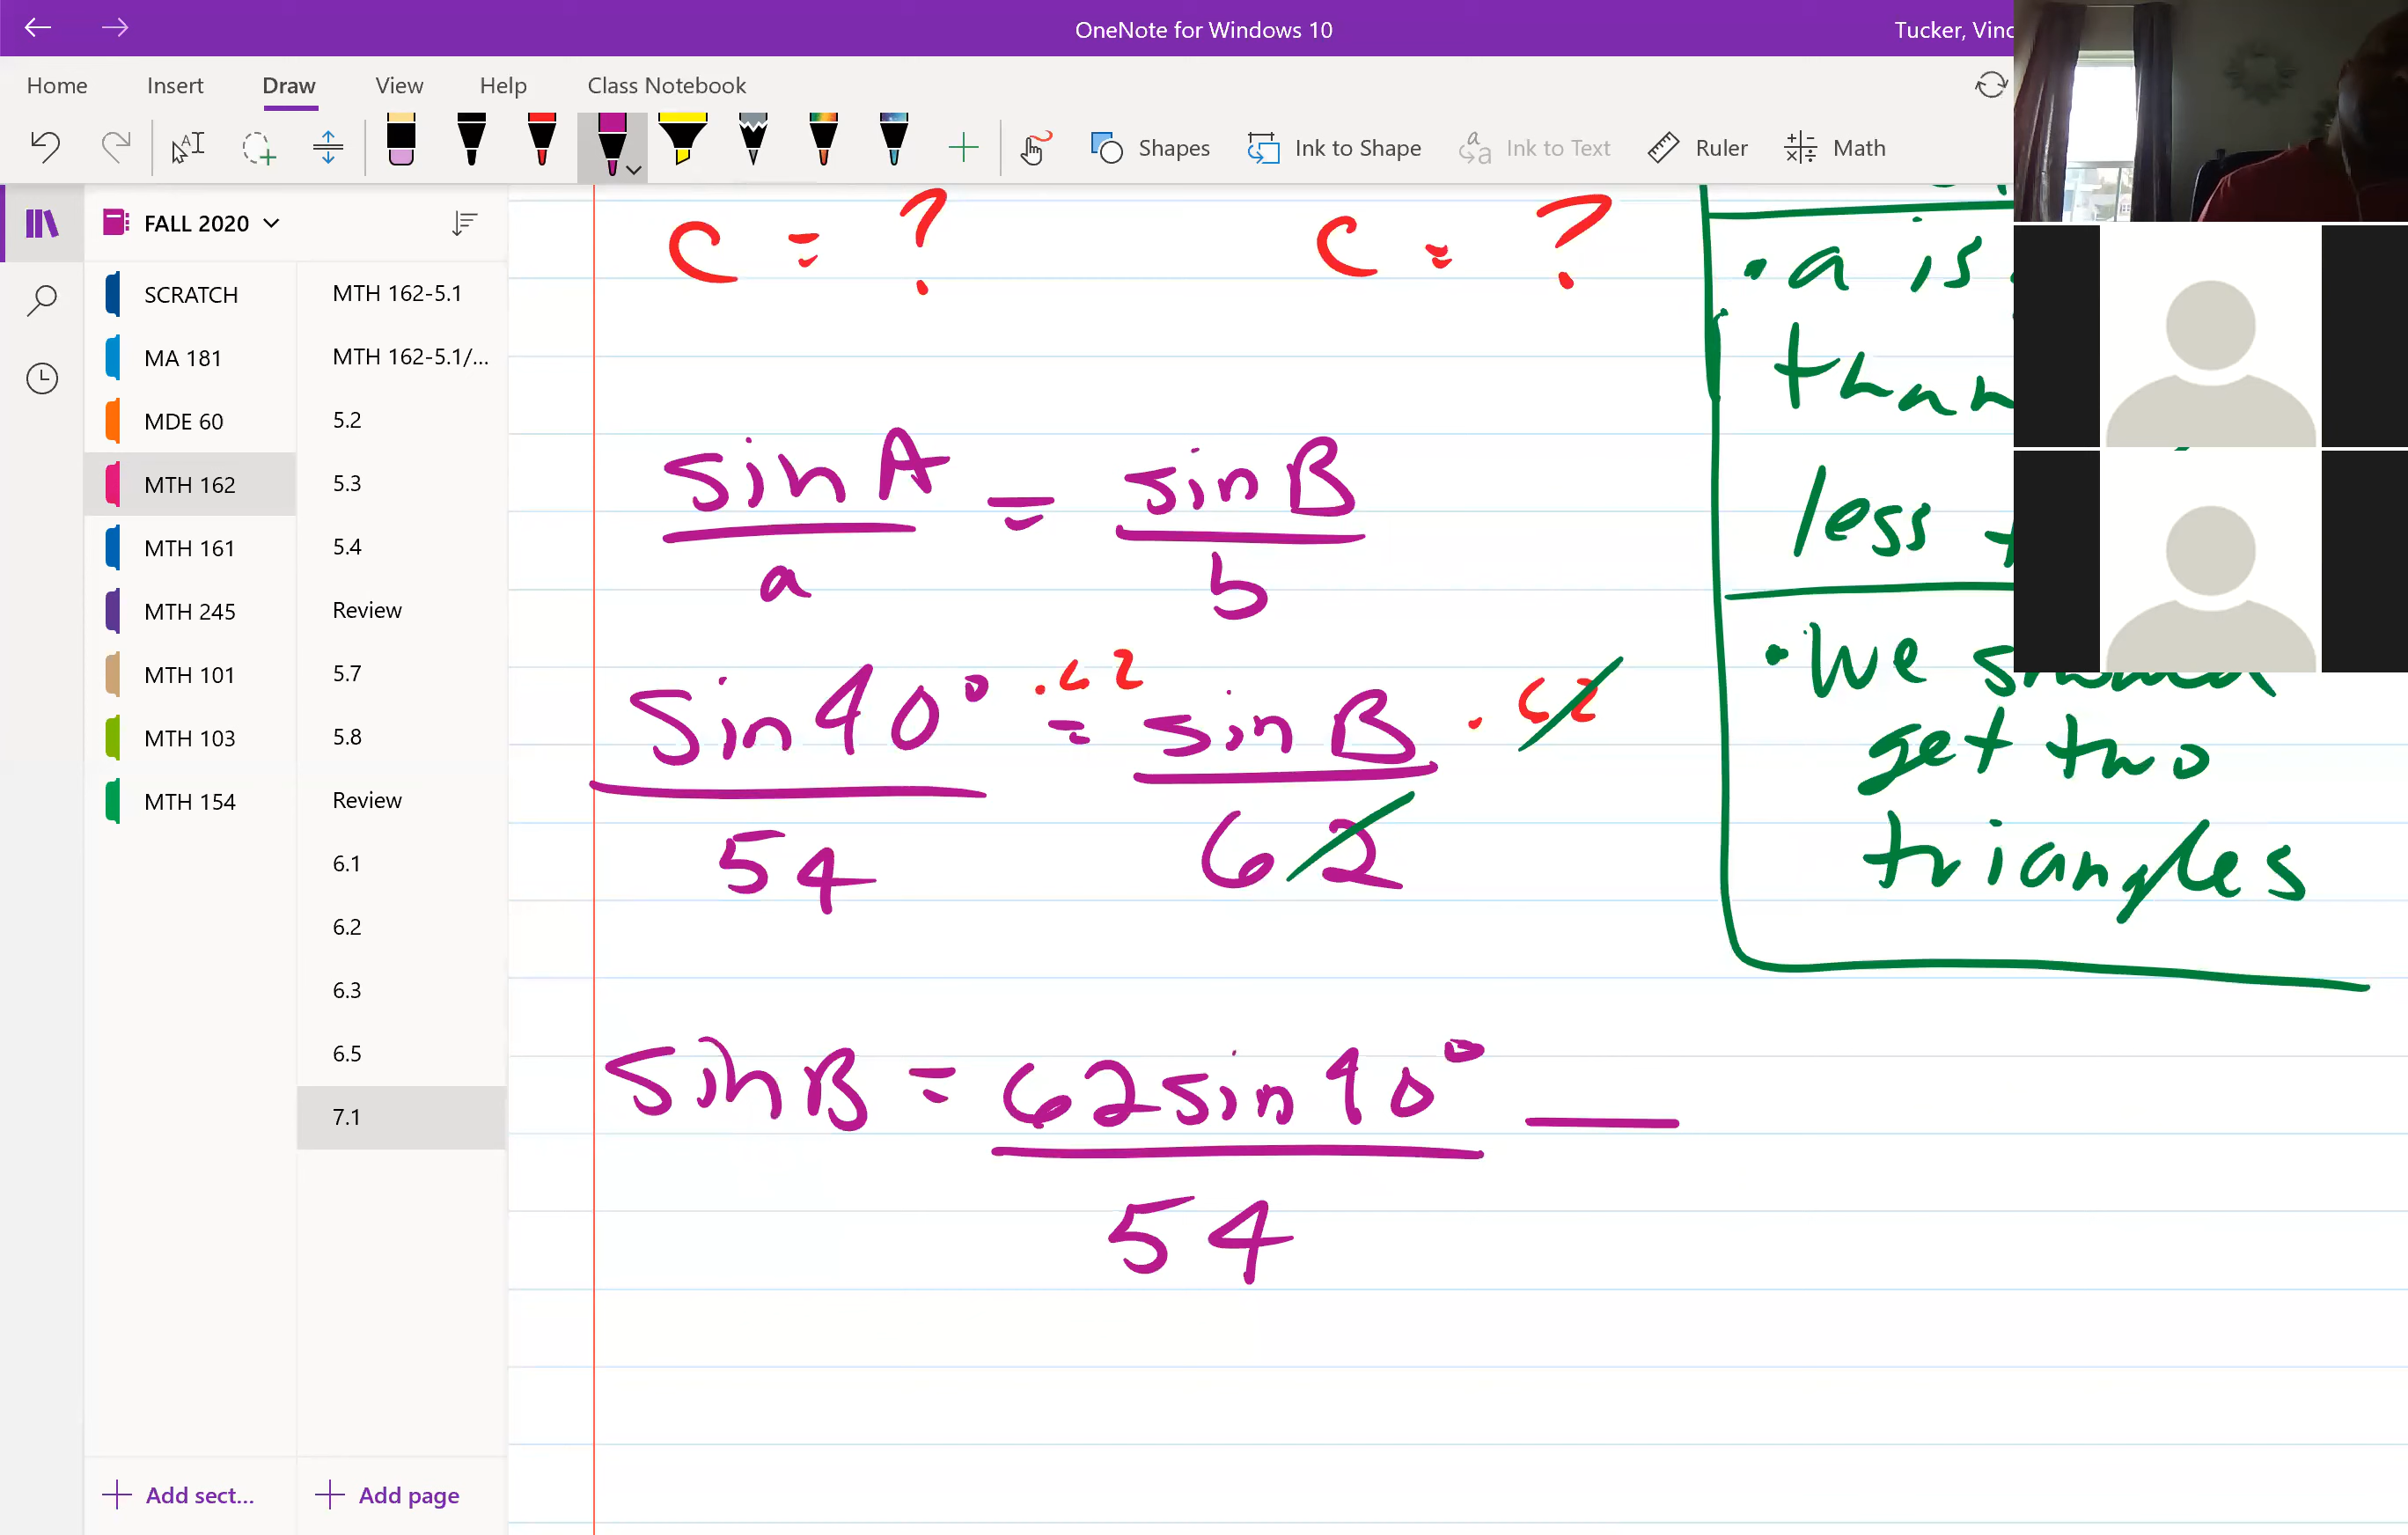 OneNote for Windows 10
Tucker, Vinc
Home Insert Draw View Help Class Notebook
Shapes Ink to Shape Ink to Text Ruler Math
FALL 2020
SCRATCH
MA 181
MDE 60
MTH 162
MTH 161
MTH 245
MTH 101
MTH 103
MTH 154
Add sect...
MTH 162-5.1
MTH 162-5.1/...
5.2
5.3
5.4
Review
5.7
5.8
Review
6.1
6.2
6.3
6.5
7.1
Add page
C = ? C = ?
sin A = sin B
a b
sin 40° · 62 = sin B · 62
54 62
sin B = 62 sin 40°
54
• a is
than
less
• We should
get two
triangles